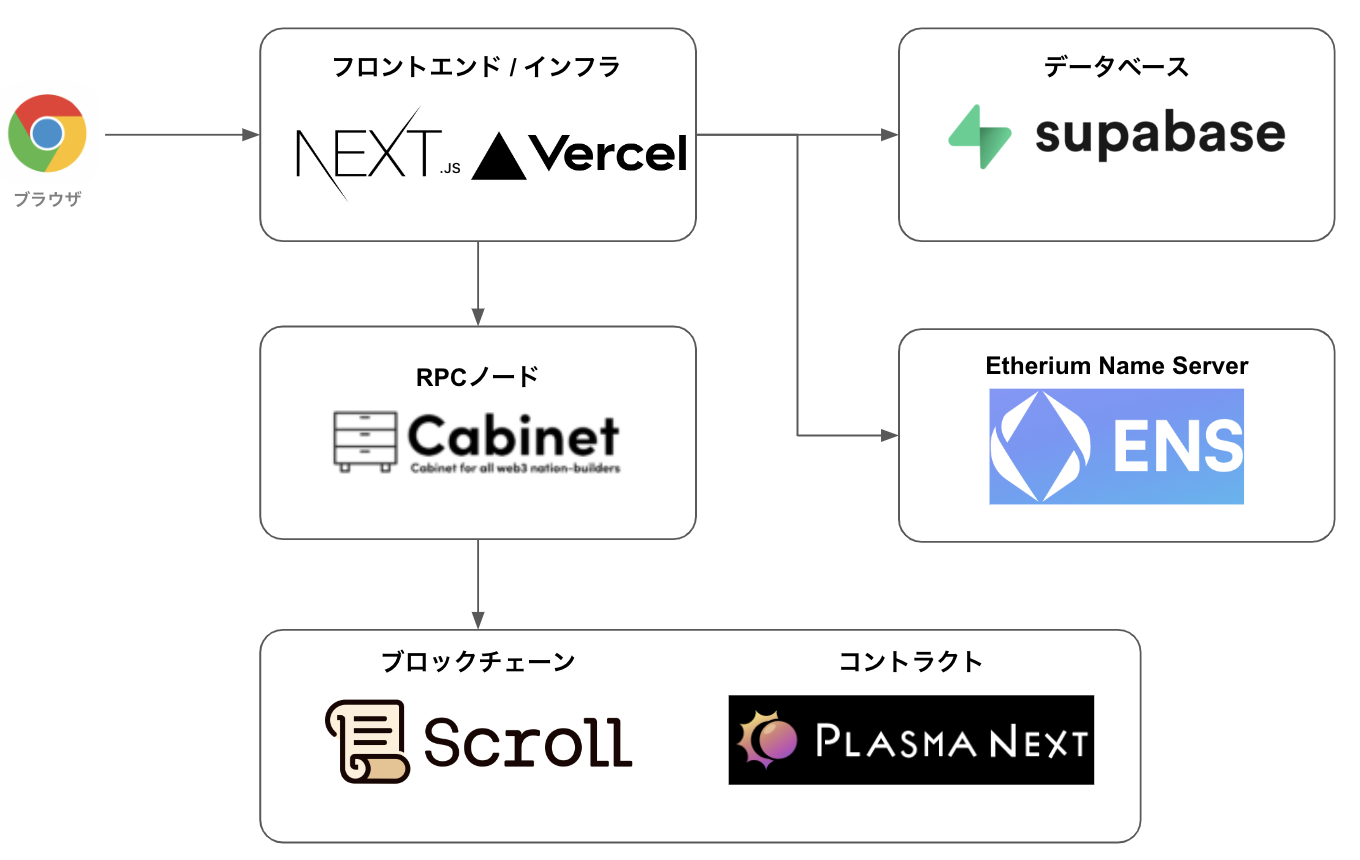 フロントエンド / インフラ
NEXT.JS
Vercel
データベース
supabase
ブラウザ
RPCノード
Cabinet
Cabinet for all web3 nation-builders
Etherium Name Server
ENS
ブロックチェーン
Scroll
コントラクト
PLASMA NEXT